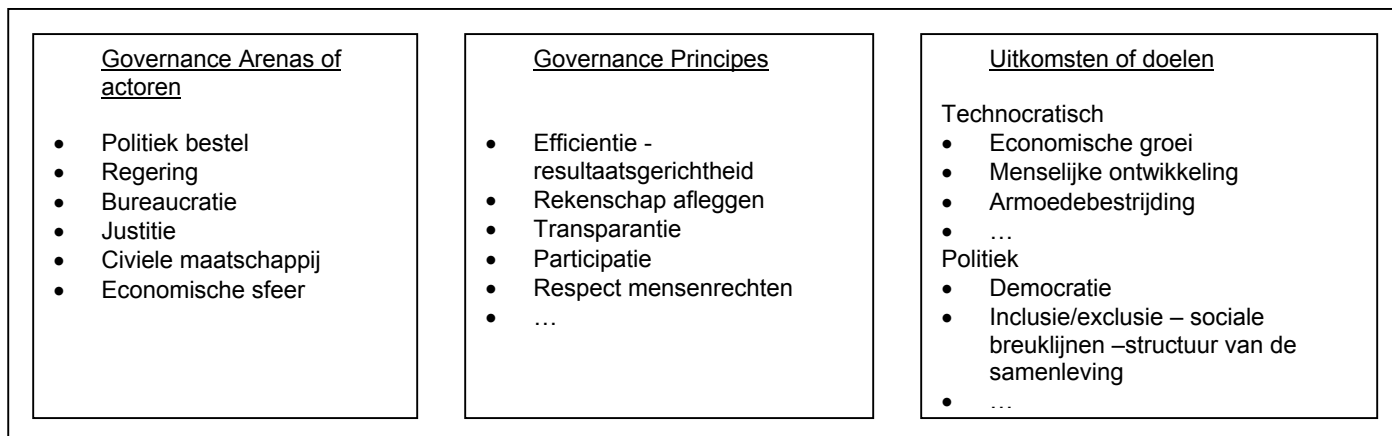 Governance Arenas of
actoren
• Politiek bestel
• Regering
• Bureaucratie
• Justitie
• Civiele maatschappij
• Economische sfeer
Governance Principes
• Efficientie -
resultaatsgerichtheid
• Rekenschap afleggen
• Transparantie
• Participatie
• Respect mensenrechten
• …
Uitkomsten of doelen
Technocratisch
• Economische groei
• Menselijke ontwikkeling
• Armoedebestrijding
• …
Politiek
• Democratie
• Inclusie/exclusie – sociale
breuklijnen –structuur van de
samenleving
• …